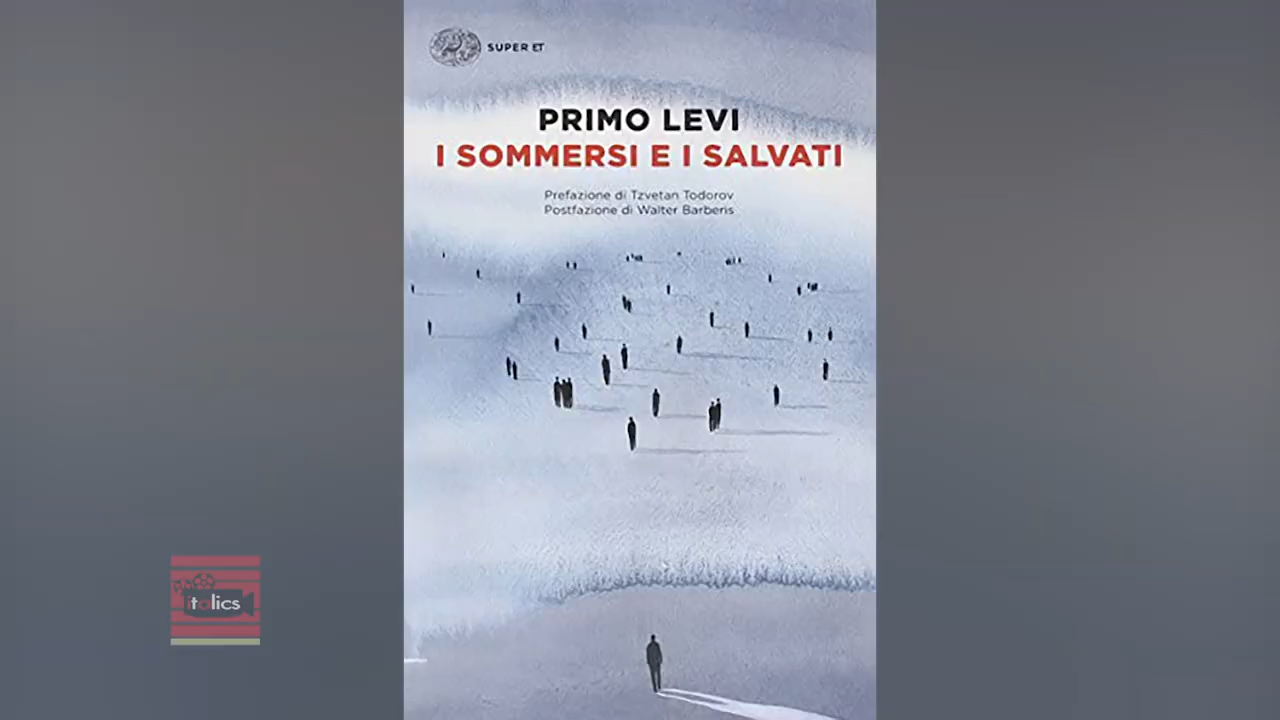 SUPER ET
PRIMO LEVI
I SOMMERSI E I SALVATI
Prefazione di Tzvetan Todorov
Postfazione di Walter Barberis
italics